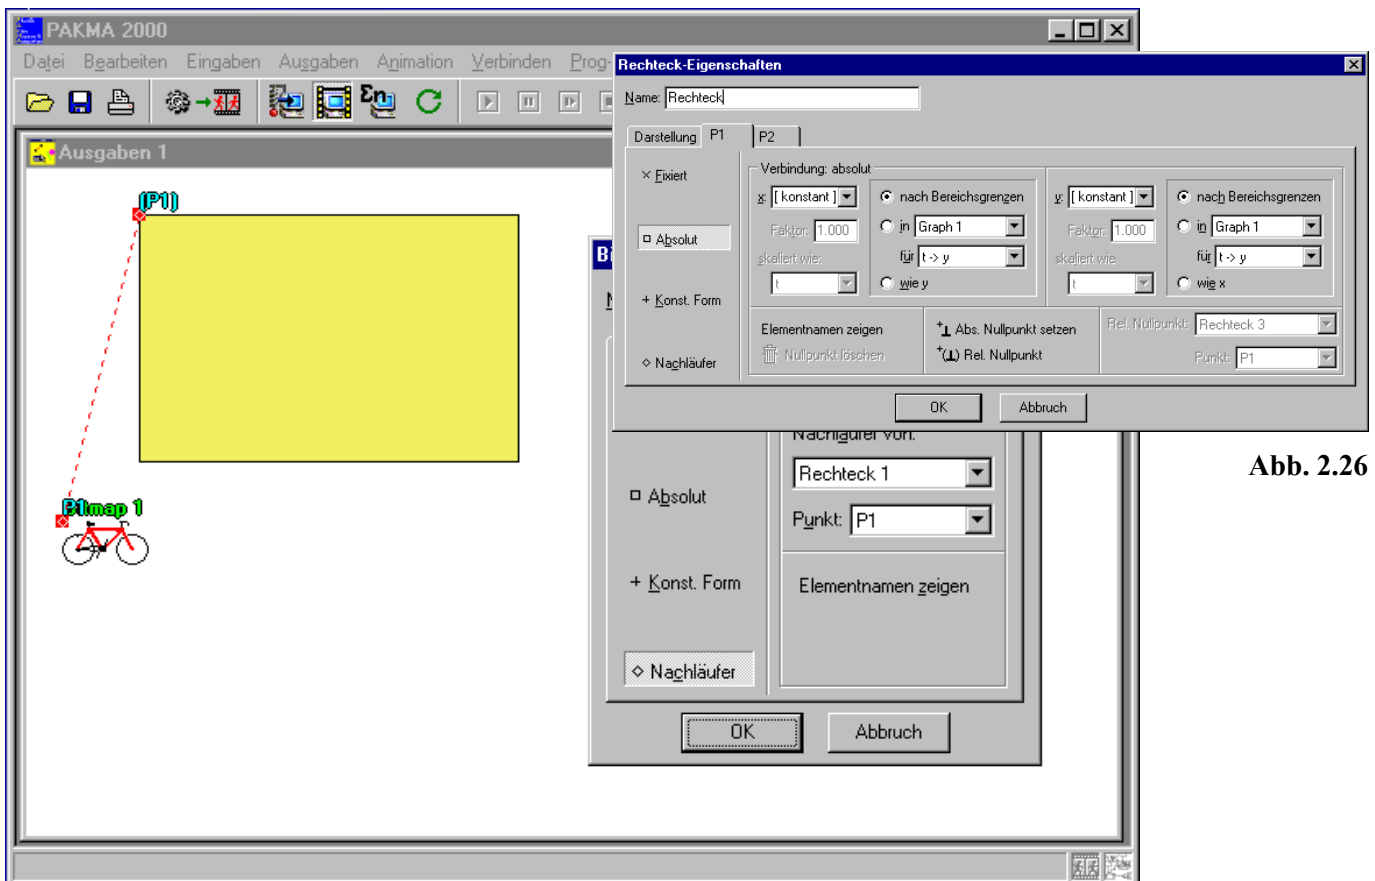 PAKMA 2000
Datei Bearbeiten Eingaben Ausgaben Animation Verbinden Prog-
Ausgaben 1
(P1)
P1
Bitmap 1
Rechteck-Eigenschaften
Name: Rechteck
Darstellung P1 P2
Fixiert
Absolut
Konst. Form
Nachläufer
Verbindung: absolut
x: [ konstant ]
Faktor: 1.000
skaliert wie:
t
nach Bereichsgrenzen
in Graph 1
für t -> y
wie y
y: [ konstant ]
Faktor: 1.000
skaliert wie
t
nach Bereichsgrenzen
in Graph 1
für t -> y
wie x
Elementnamen zeigen
Nullpunkt löschen
Abs. Nullpunkt setzen
Rel. Nullpunkt
Rel. Nullpunkt: Rechteck 3
Punkt: P1
OK Abbruch
Abb. 2.26
Bi
N
Nachläufer von:
Rechteck 1
Absolut
Punkt: P1
Konst. Form
Elementnamen zeigen
Nachläufer
OK Abbruch